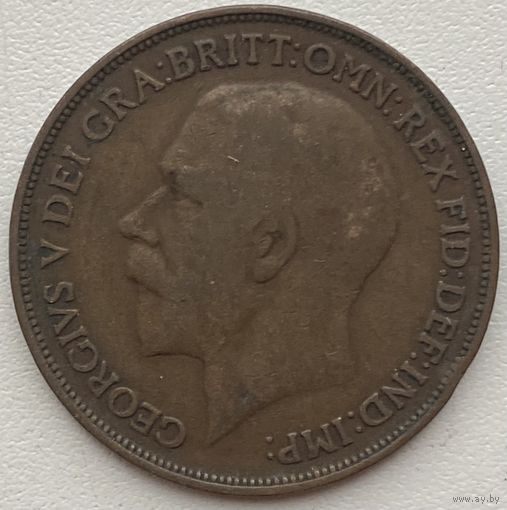 GEORGIVS V DEI GRA:BRITT:OMN:REX FID:DEF:IND:IMP:
www.ay.by